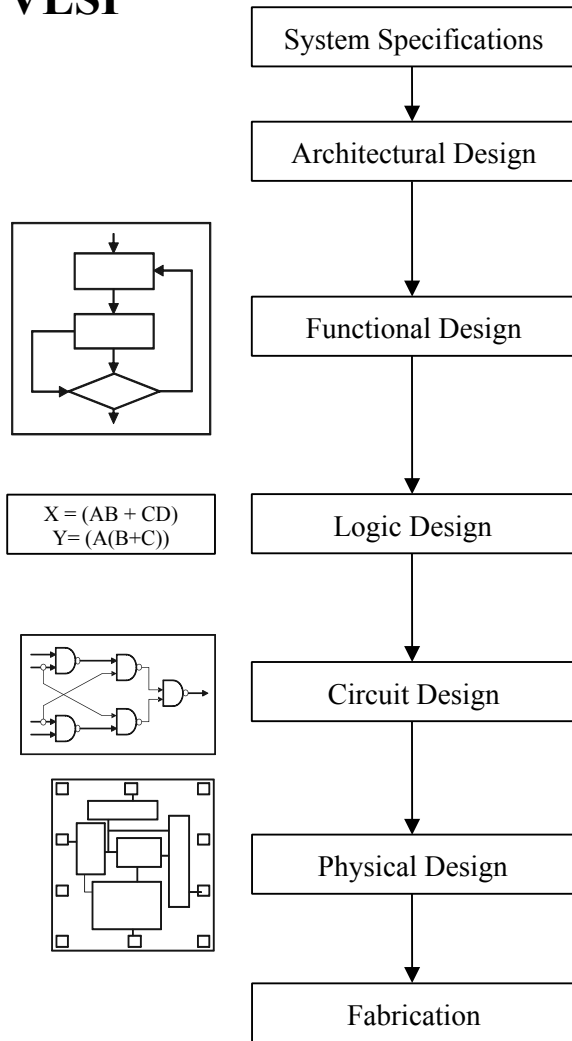 VLSI
System Specifications
Architectural Design
Functional Design
X = (AB + CD)
Y= (A(B+C))
Logic Design
Circuit Design
Physical Design
Fabrication